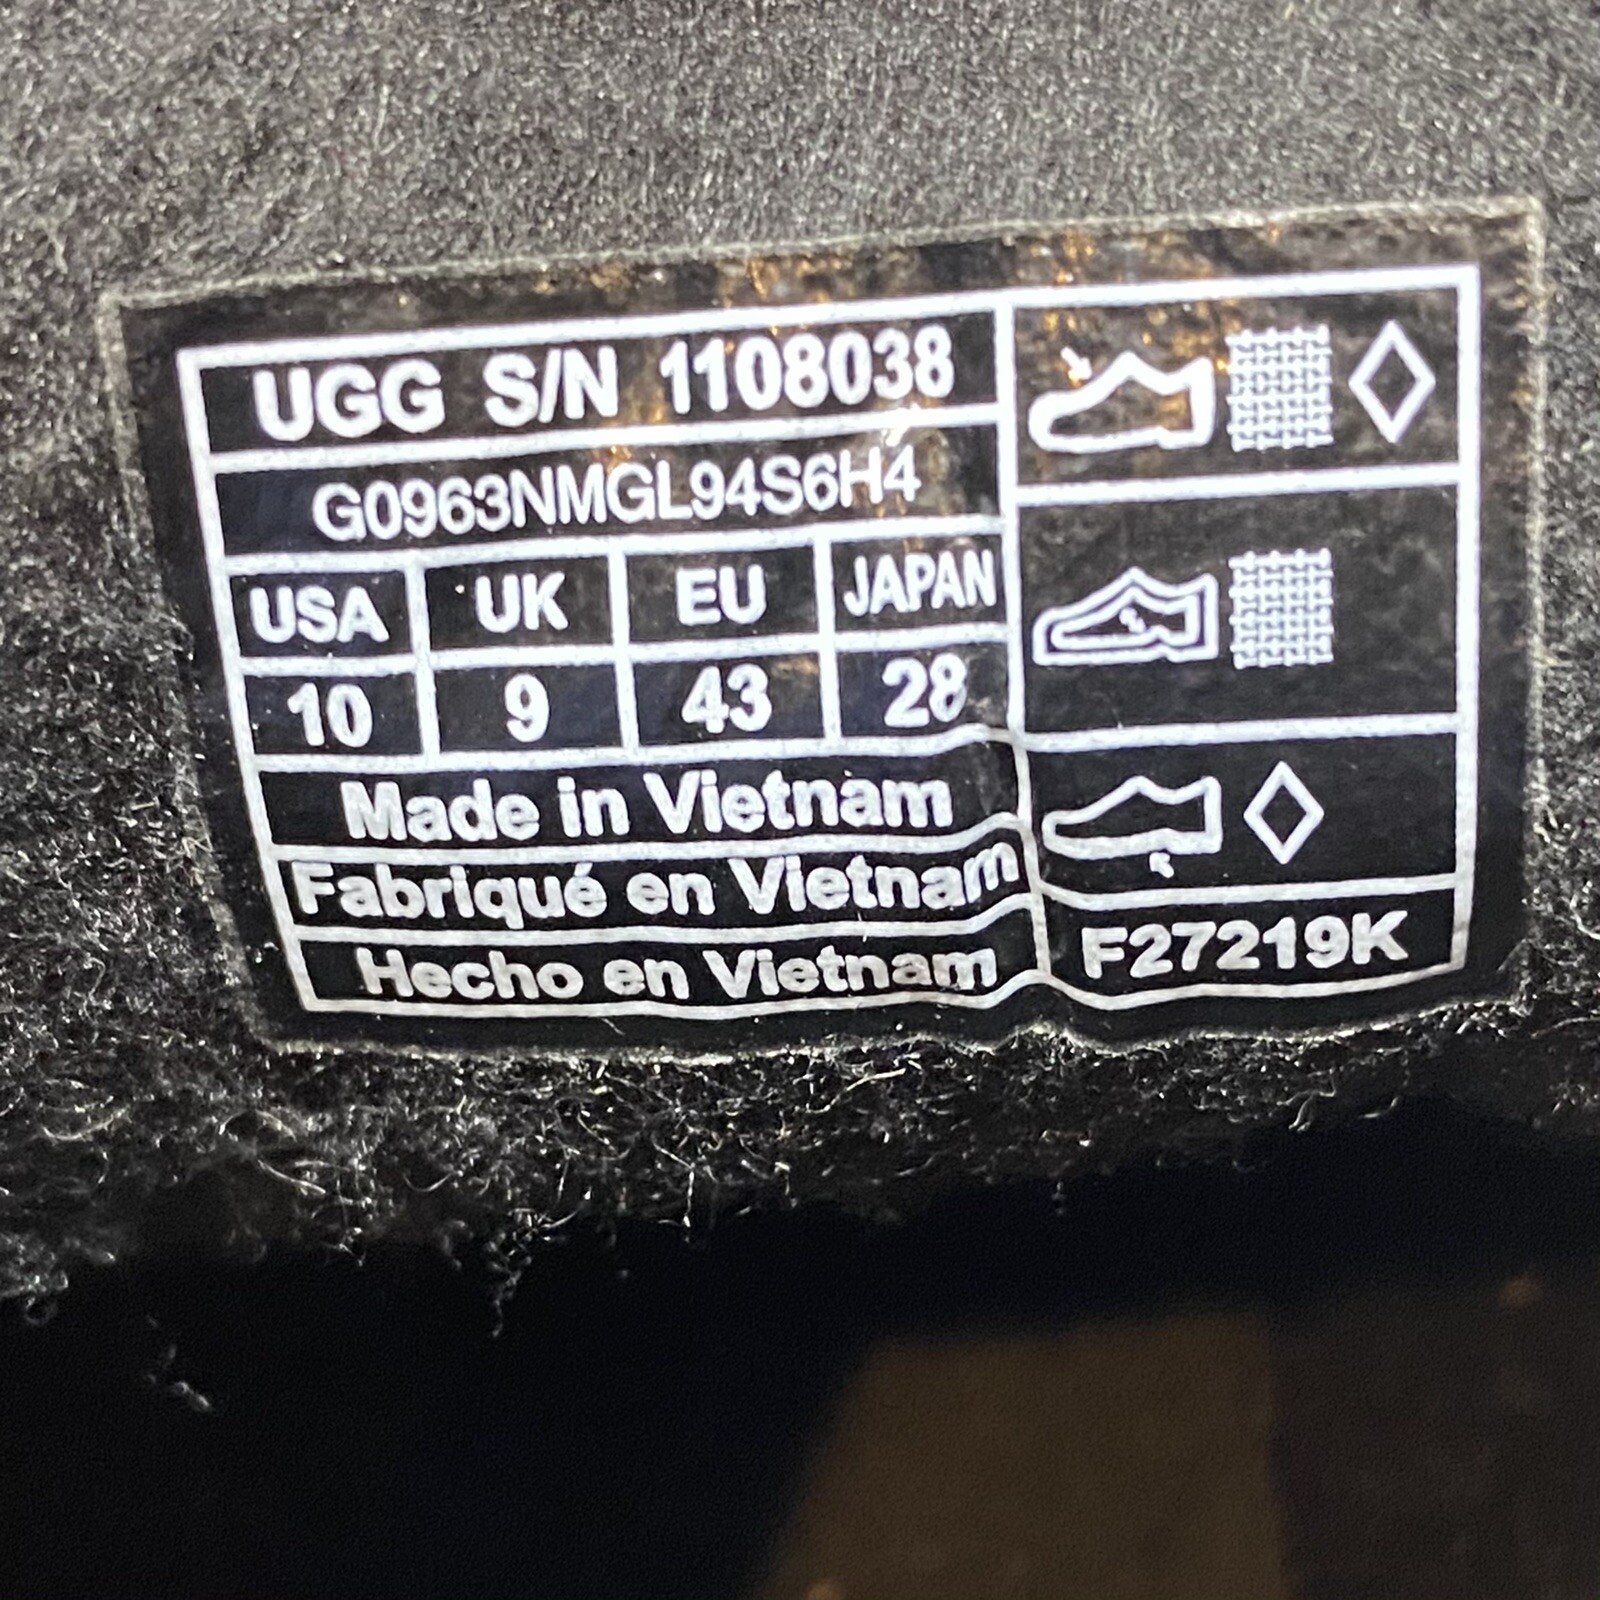 UGG S/N 1108038
G0963NMGL94S6H4
USA UK EU JAPAN
10 9 43 28
Made in Vietnam
Fabriqué en Vietnam
Hecho en Vietnam
F27219K